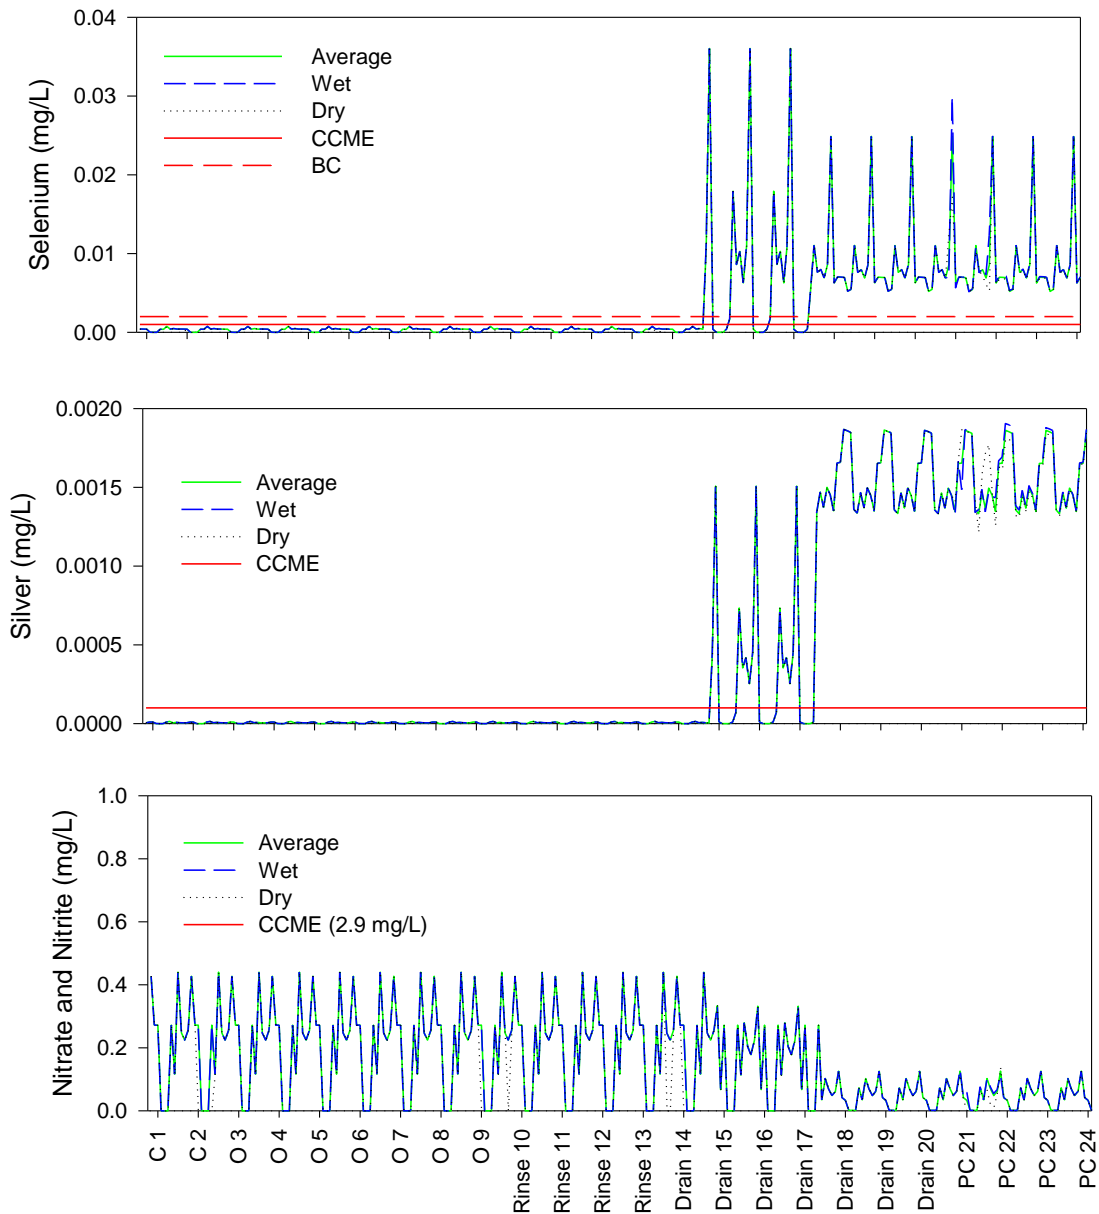 Selenium (mg/L)
0.04
0.03
0.02
0.01
0.00
Average
Wet
Dry
CCME
BC
Silver (mg/L)
0.0020
0.0015
0.0010
0.0005
0.0000
Average
Wet
Dry
CCME
Nitrate and Nitrite (mg/L)
1.0
0.8
0.6
0.4
0.2
0.0
Average
Wet
Dry
CCME (2.9 mg/L)
C 1
C 2
O 3
O 4
O 5
O 6
O 7
O 8
O 9
Rinse 10
Rinse 11
Rinse 12
Rinse 13
Drain 14
Drain 15
Drain 16
Drain 17
Drain 18
Drain 19
Drain 20
PC 21
PC 22
PC 23
PC 24